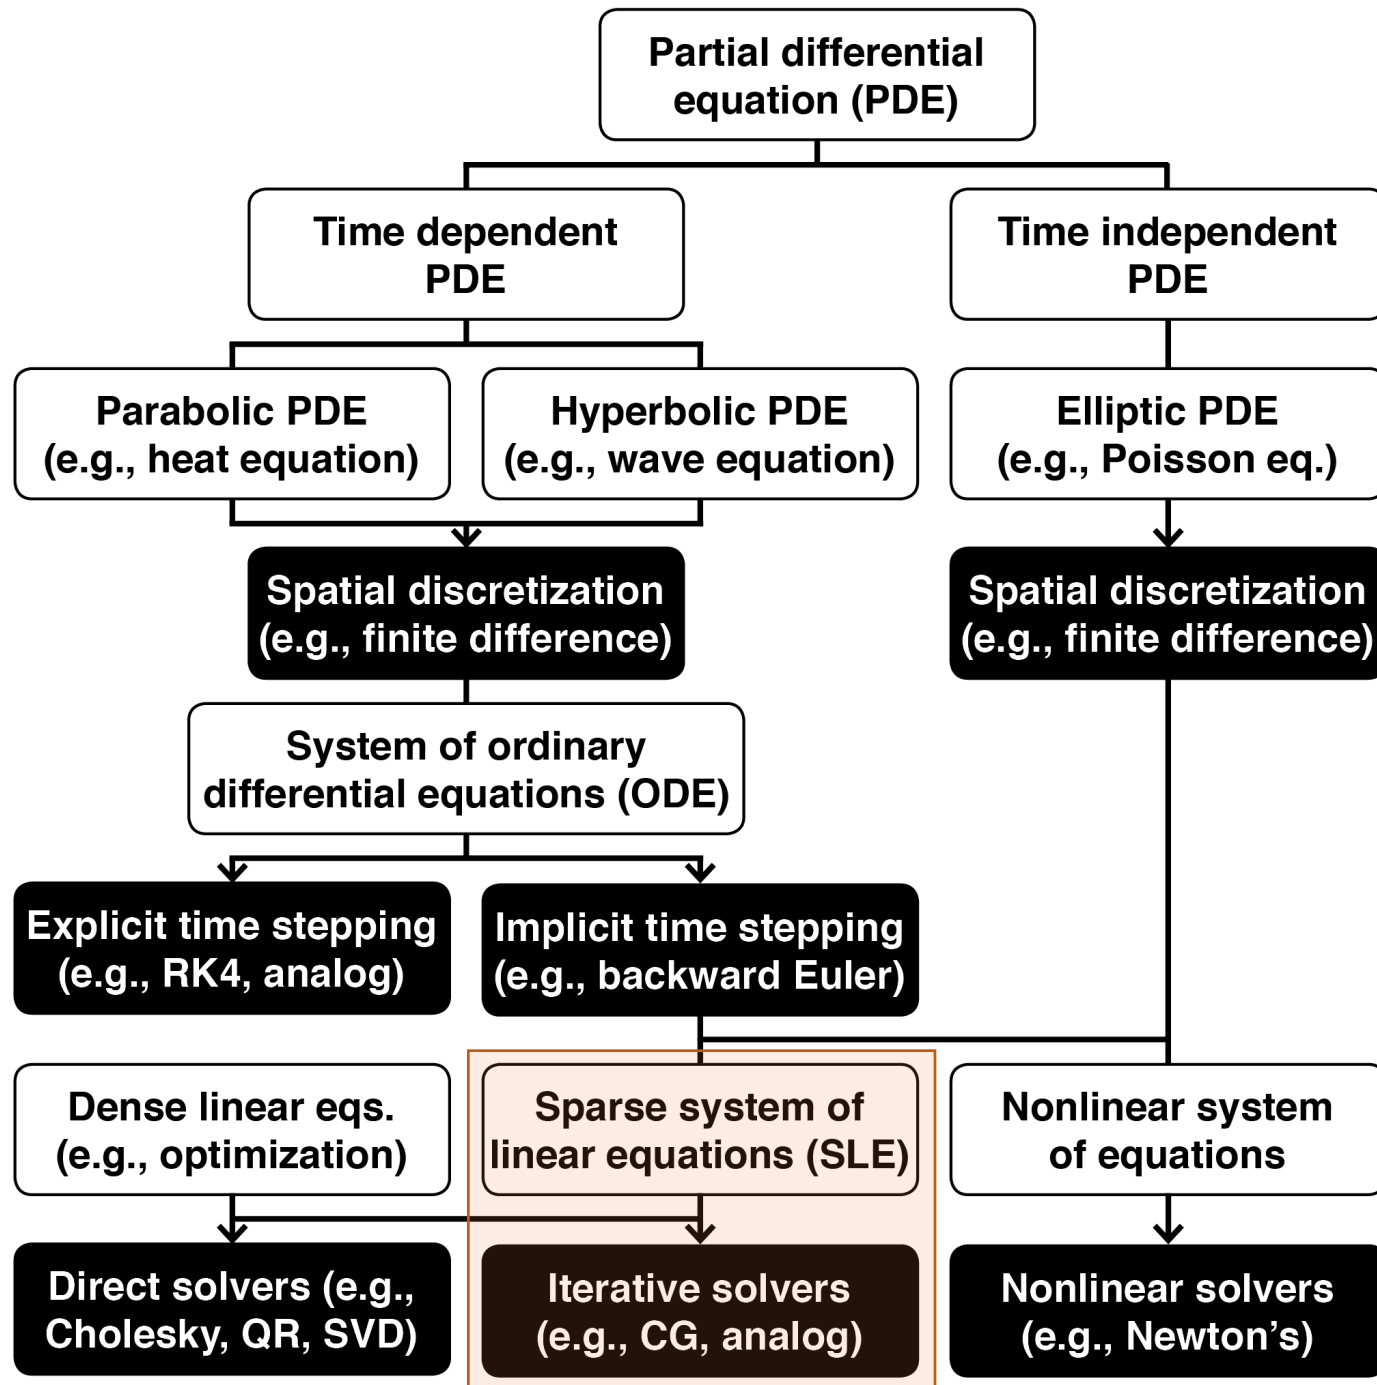 Partial differential
equation (PDE)
Time dependent
PDE
Time independent
PDE
Parabolic PDE
(e.g., heat equation)
Hyperbolic PDE
(e.g., wave equation)
Elliptic PDE
(e.g., Poisson eq.)
Spatial discretization
(e.g., finite difference)
Spatial discretization
(e.g., finite difference)
System of ordinary
differential equations (ODE)
Explicit time stepping
(e.g., RK4, analog)
Implicit time stepping
(e.g., backward Euler)
Dense linear eqs.
(e.g., optimization)
Sparse system of
linear equations (SLE)
Nonlinear system
of equations
Direct solvers (e.g.,
Cholesky, QR, SVD)
Iterative solvers
(e.g., CG, analog)
Nonlinear solvers
(e.g., Newton’s)